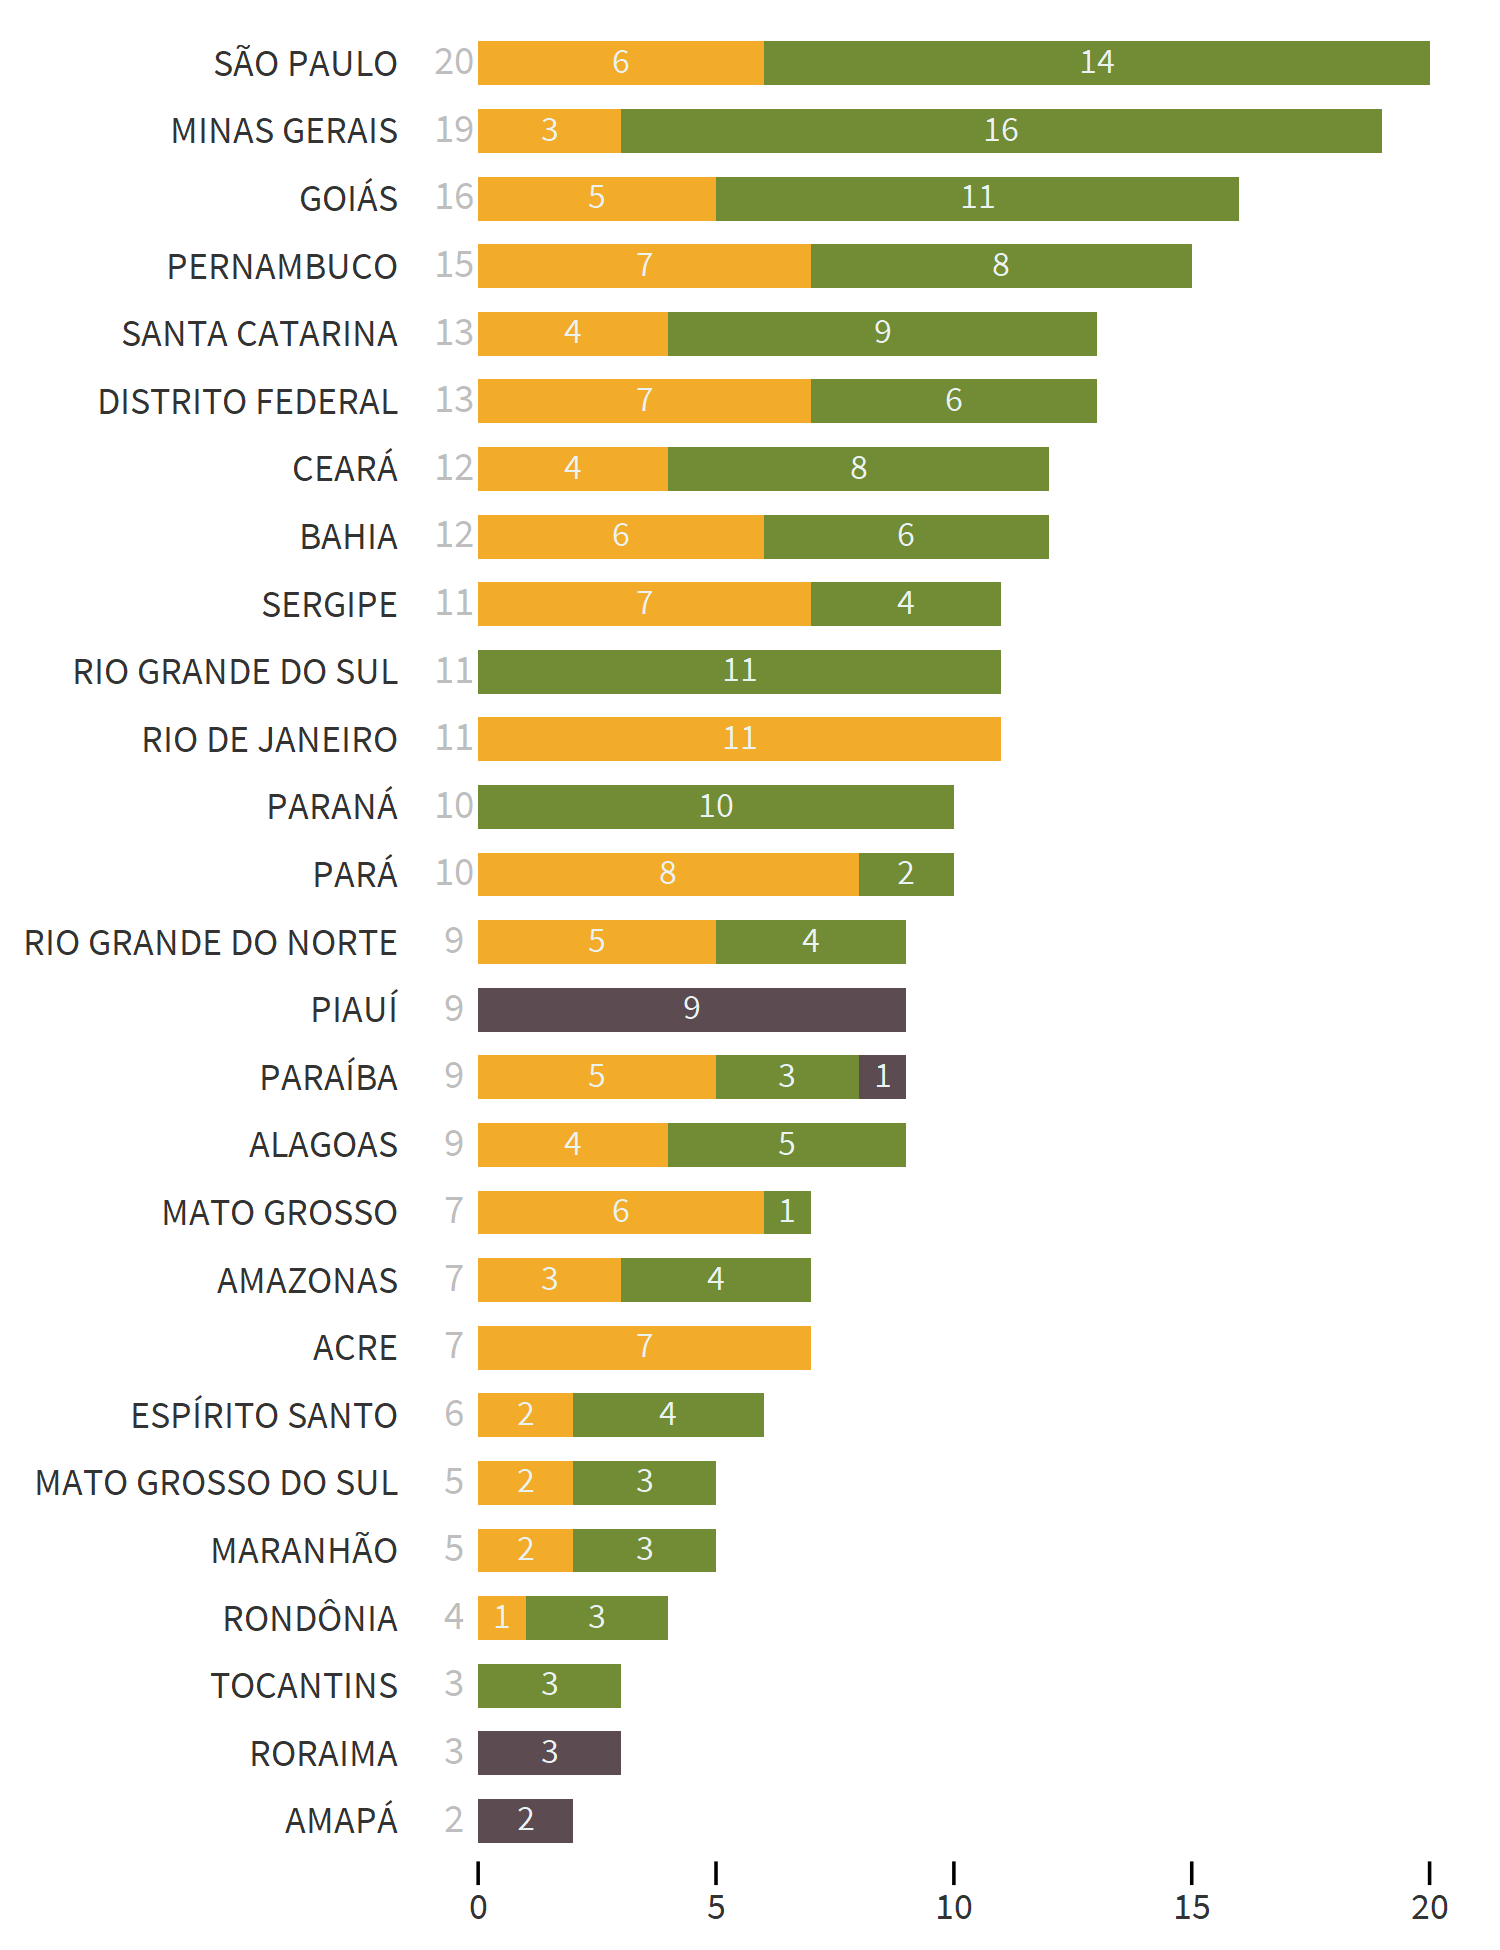 SÃO PAULO 20 6 14
MINAS GERAIS 19 3 16
GOIÁS 16 5 11
PERNAMBUCO 15 7 8
SANTA CATARINA 13 4 9
DISTRITO FEDERAL 13 7 6
CEARÁ 12 4 8
BAHIA 12 6 6
SERGIPE 11 7 4
RIO GRANDE DO SUL 11 11
RIO DE JANEIRO 11 11
PARANÁ 10 10
PARÁ 10 8 2
RIO GRANDE DO NORTE 9 5 4
PIAUÍ 9 9
PARAÍBA 9 5 3 1
ALAGOAS 9 4 5
MATO GROSSO 7 6 1
AMAZONAS 7 3 4
ACRE 7 7
ESPÍRITO SANTO 6 2 4
MATO GROSSO DO SUL 5 2 3
MARANHÃO 5 2 3
RONDÔNIA 4 1 3
TOCANTINS 3 3
RORAIMA 3 3
AMAPÁ 2 2
0 5 10 15 20